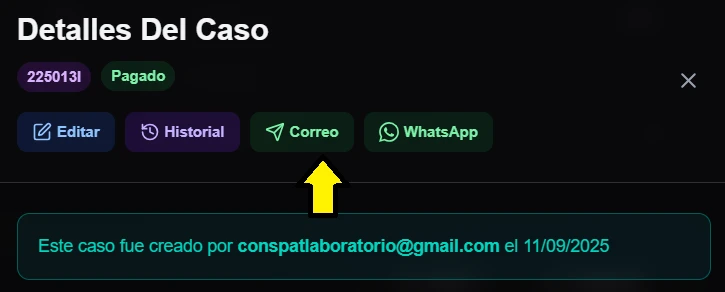 Detalles Del Caso
225013I Pagado
Editar Historial Correo WhatsApp
Este caso fue creado por conspatlaboratorio@gmail.com el 11/09/2025